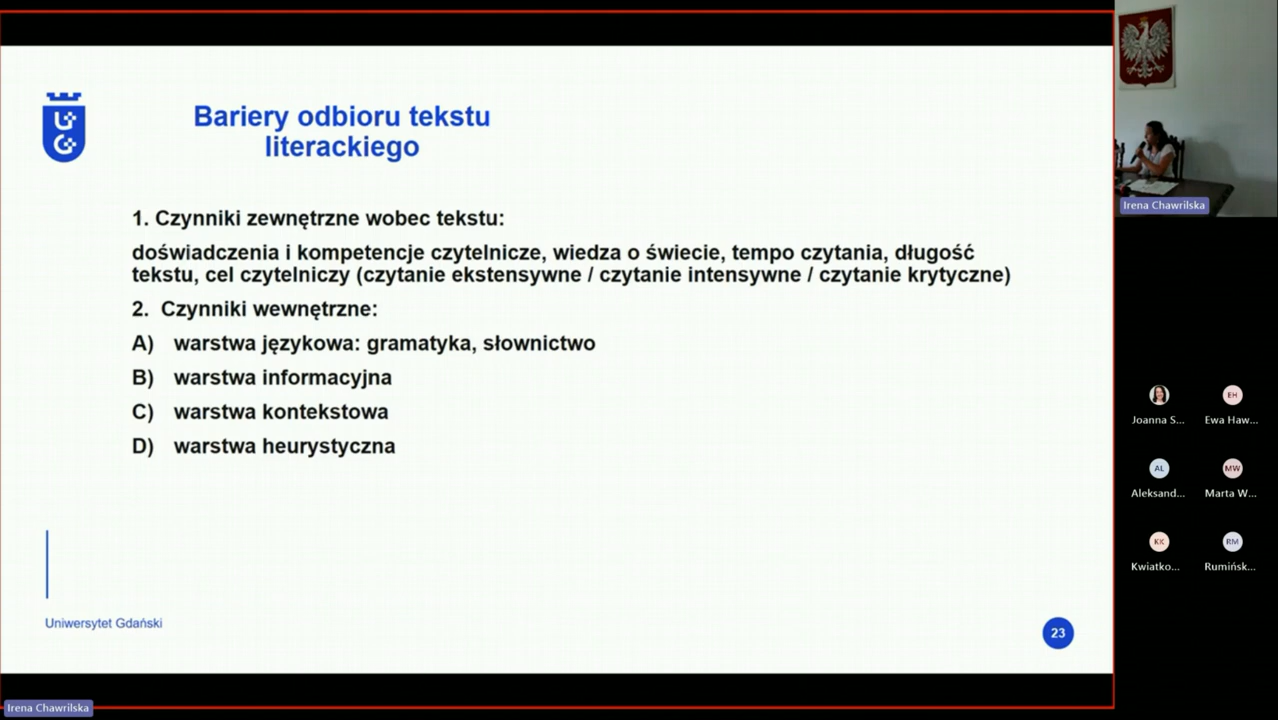 Bariery odbioru tekstu
literackiego
1. Czynniki zewnętrzne wobec tekstu:
doświadczenia i kompetencje czytelnicze, wiedza o świecie, tempo czytania, długość
tekstu, cel czytelniczy (czytanie ekstensywne / czytanie intensywne / czytanie krytyczne)
2. Czynniki wewnętrzne:
A) warstwa językowa: gramatyka, słownictwo
B) warstwa informacyjna
C) warstwa kontekstowa
D) warstwa heurystyczna
Uniwersytet Gdański
23
Irena Chawrilska
Irena Chawrilska
Joanna S...
EH
Ewa Haw...
AL
Aleksand...
MW
Marta W...
KK
Kwiatko...
RM
Rumińsk...